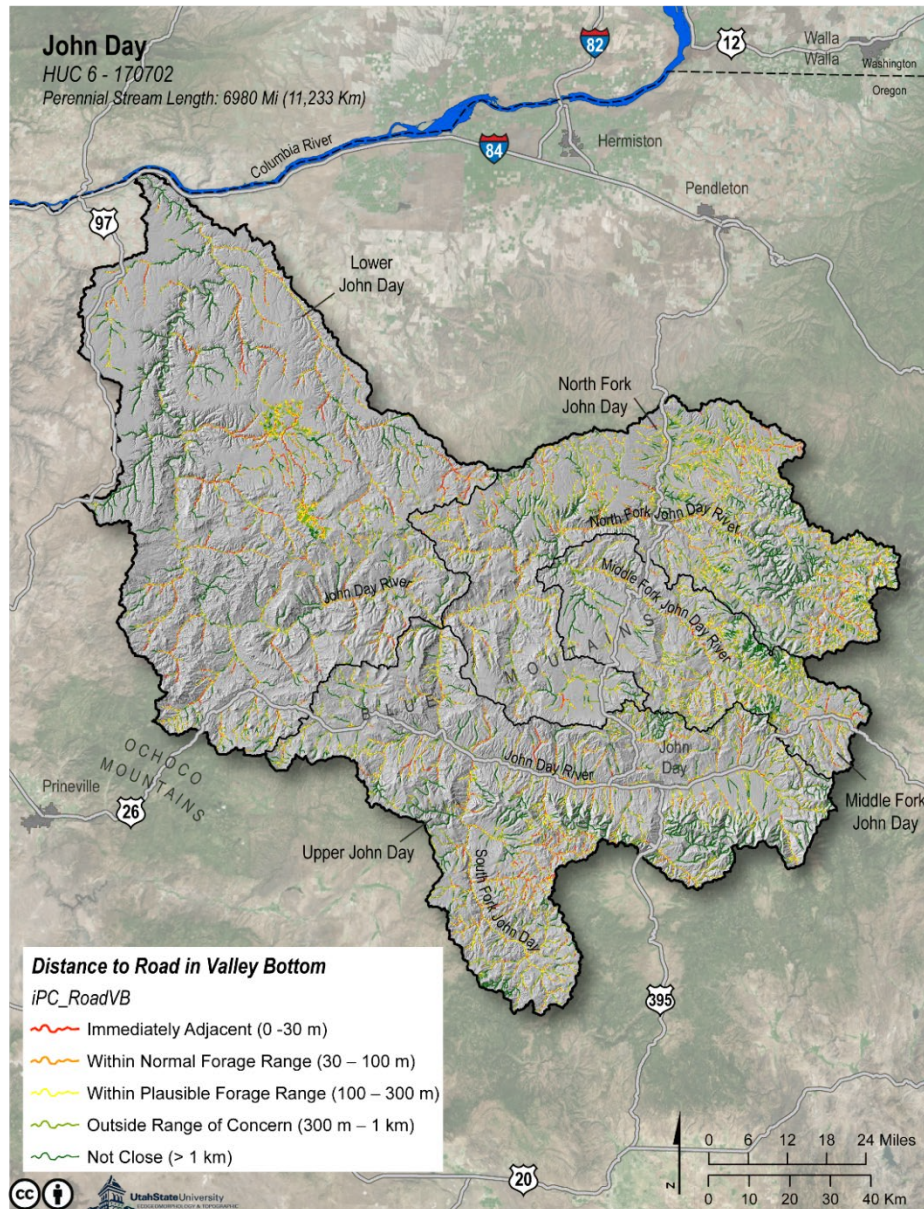 John Day
HUC 6 - 170702
Perennial Stream Length: 6980 Mi (11,233 Km)
82
12
Walla
Walla
Washington
Oregon
Columbia River
84
Hermiston
Pendleton
97
Lower
John Day
North Fork
John Day
North Fork John Day River
Middle Fork John Day River
John Day River
MOUTAINS
BLUE
OCHOCO
MOUNTAINS
Prineville
26
John Day River
John
Day
Middle Fork
John Day
Upper John Day
South Fork John Day
395
20
Distance to Road in Valley Bottom
iPC_RoadVB
Immediately Adjacent (0 -30 m)
Within Normal Forage Range (30 – 100 m)
Within Plausible Forage Range (100 – 300 m)
Outside Range of Concern (300 m – 1 km)
Not Close (> 1 km)
N
0 6 12 18 24 Miles
0 10 20 30 40 Km
cc
UtahStateUniversity
ECOGEOMORPHOLOGY & TOPOGRAPHIC